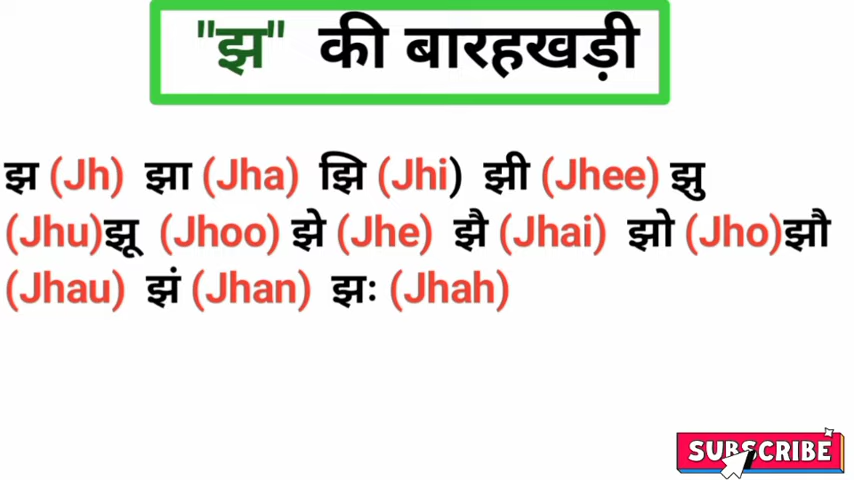 "झ" की बारहखड़ी
झ (Jh) झा (Jha) झि (Jhi) झी (Jhee) झु
(Jhu)झू (Jhoo) झे (Jhe) झै (Jhai) झो (Jho)झौ
(Jhau) झं (Jhan) झः (Jhah)
SUBSCRIBE